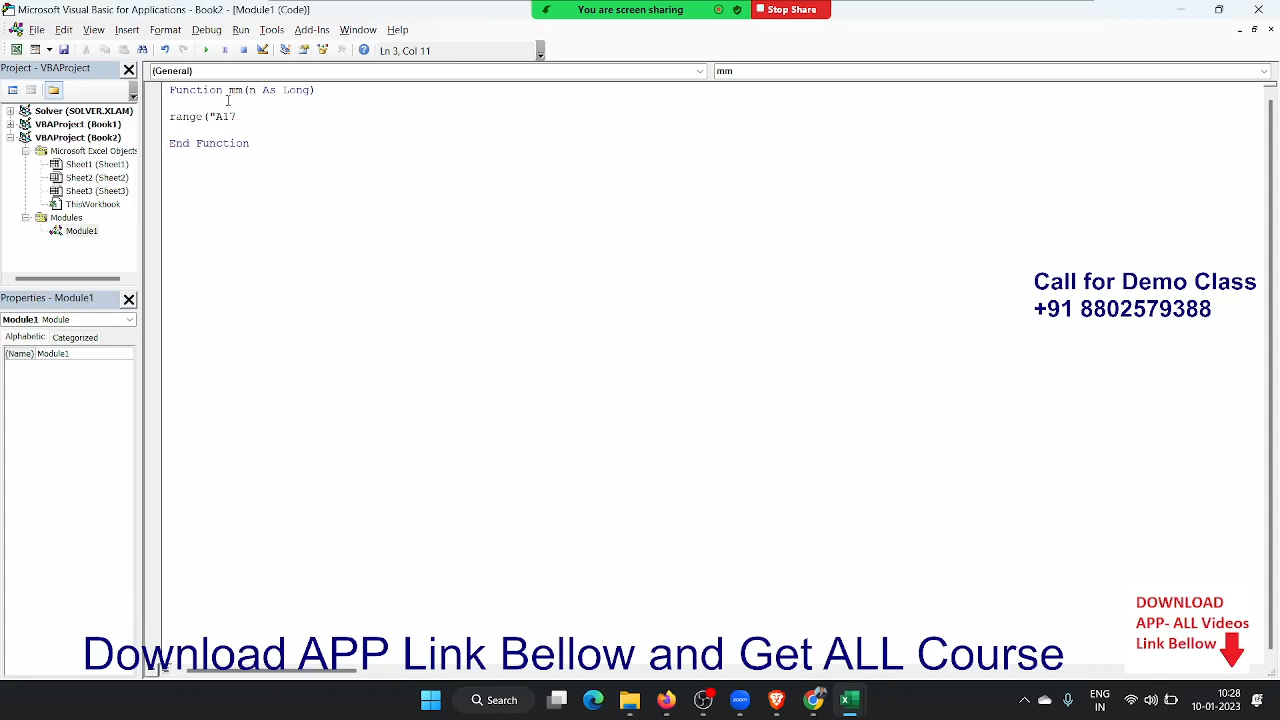 Microsoft Visual Basic for Applications - Book2 - [Module1 (Code)]
You are screen sharing
Stop Share
File Edit View Insert Format Debug Run Tools Add-Ins Window Help
Ln 3, Col 11
Project - VBAProject
(General)
mm
Solver (SOLVER.XLAM)
VBAProject (Book1)
VBAProject (Book2)
Microsoft Excel Objects
Sheet1 (Sheet1)
Sheet2 (Sheet2)
Sheet3 (Sheet3)
ThisWorkbook
Modules
Module1
Function mm(n As Long)
range("A17
End Function
Properties - Module1
Module1 Module
Alphabetic Categorized
(Name) Module1
Call for Demo Class
+91 8802579388
DOWNLOAD
APP- ALL Videos
Link Bellow
Download APP Link Bellow and Get ALL Course
Search
zoom
ENG
IN
10:28
10-01-2023